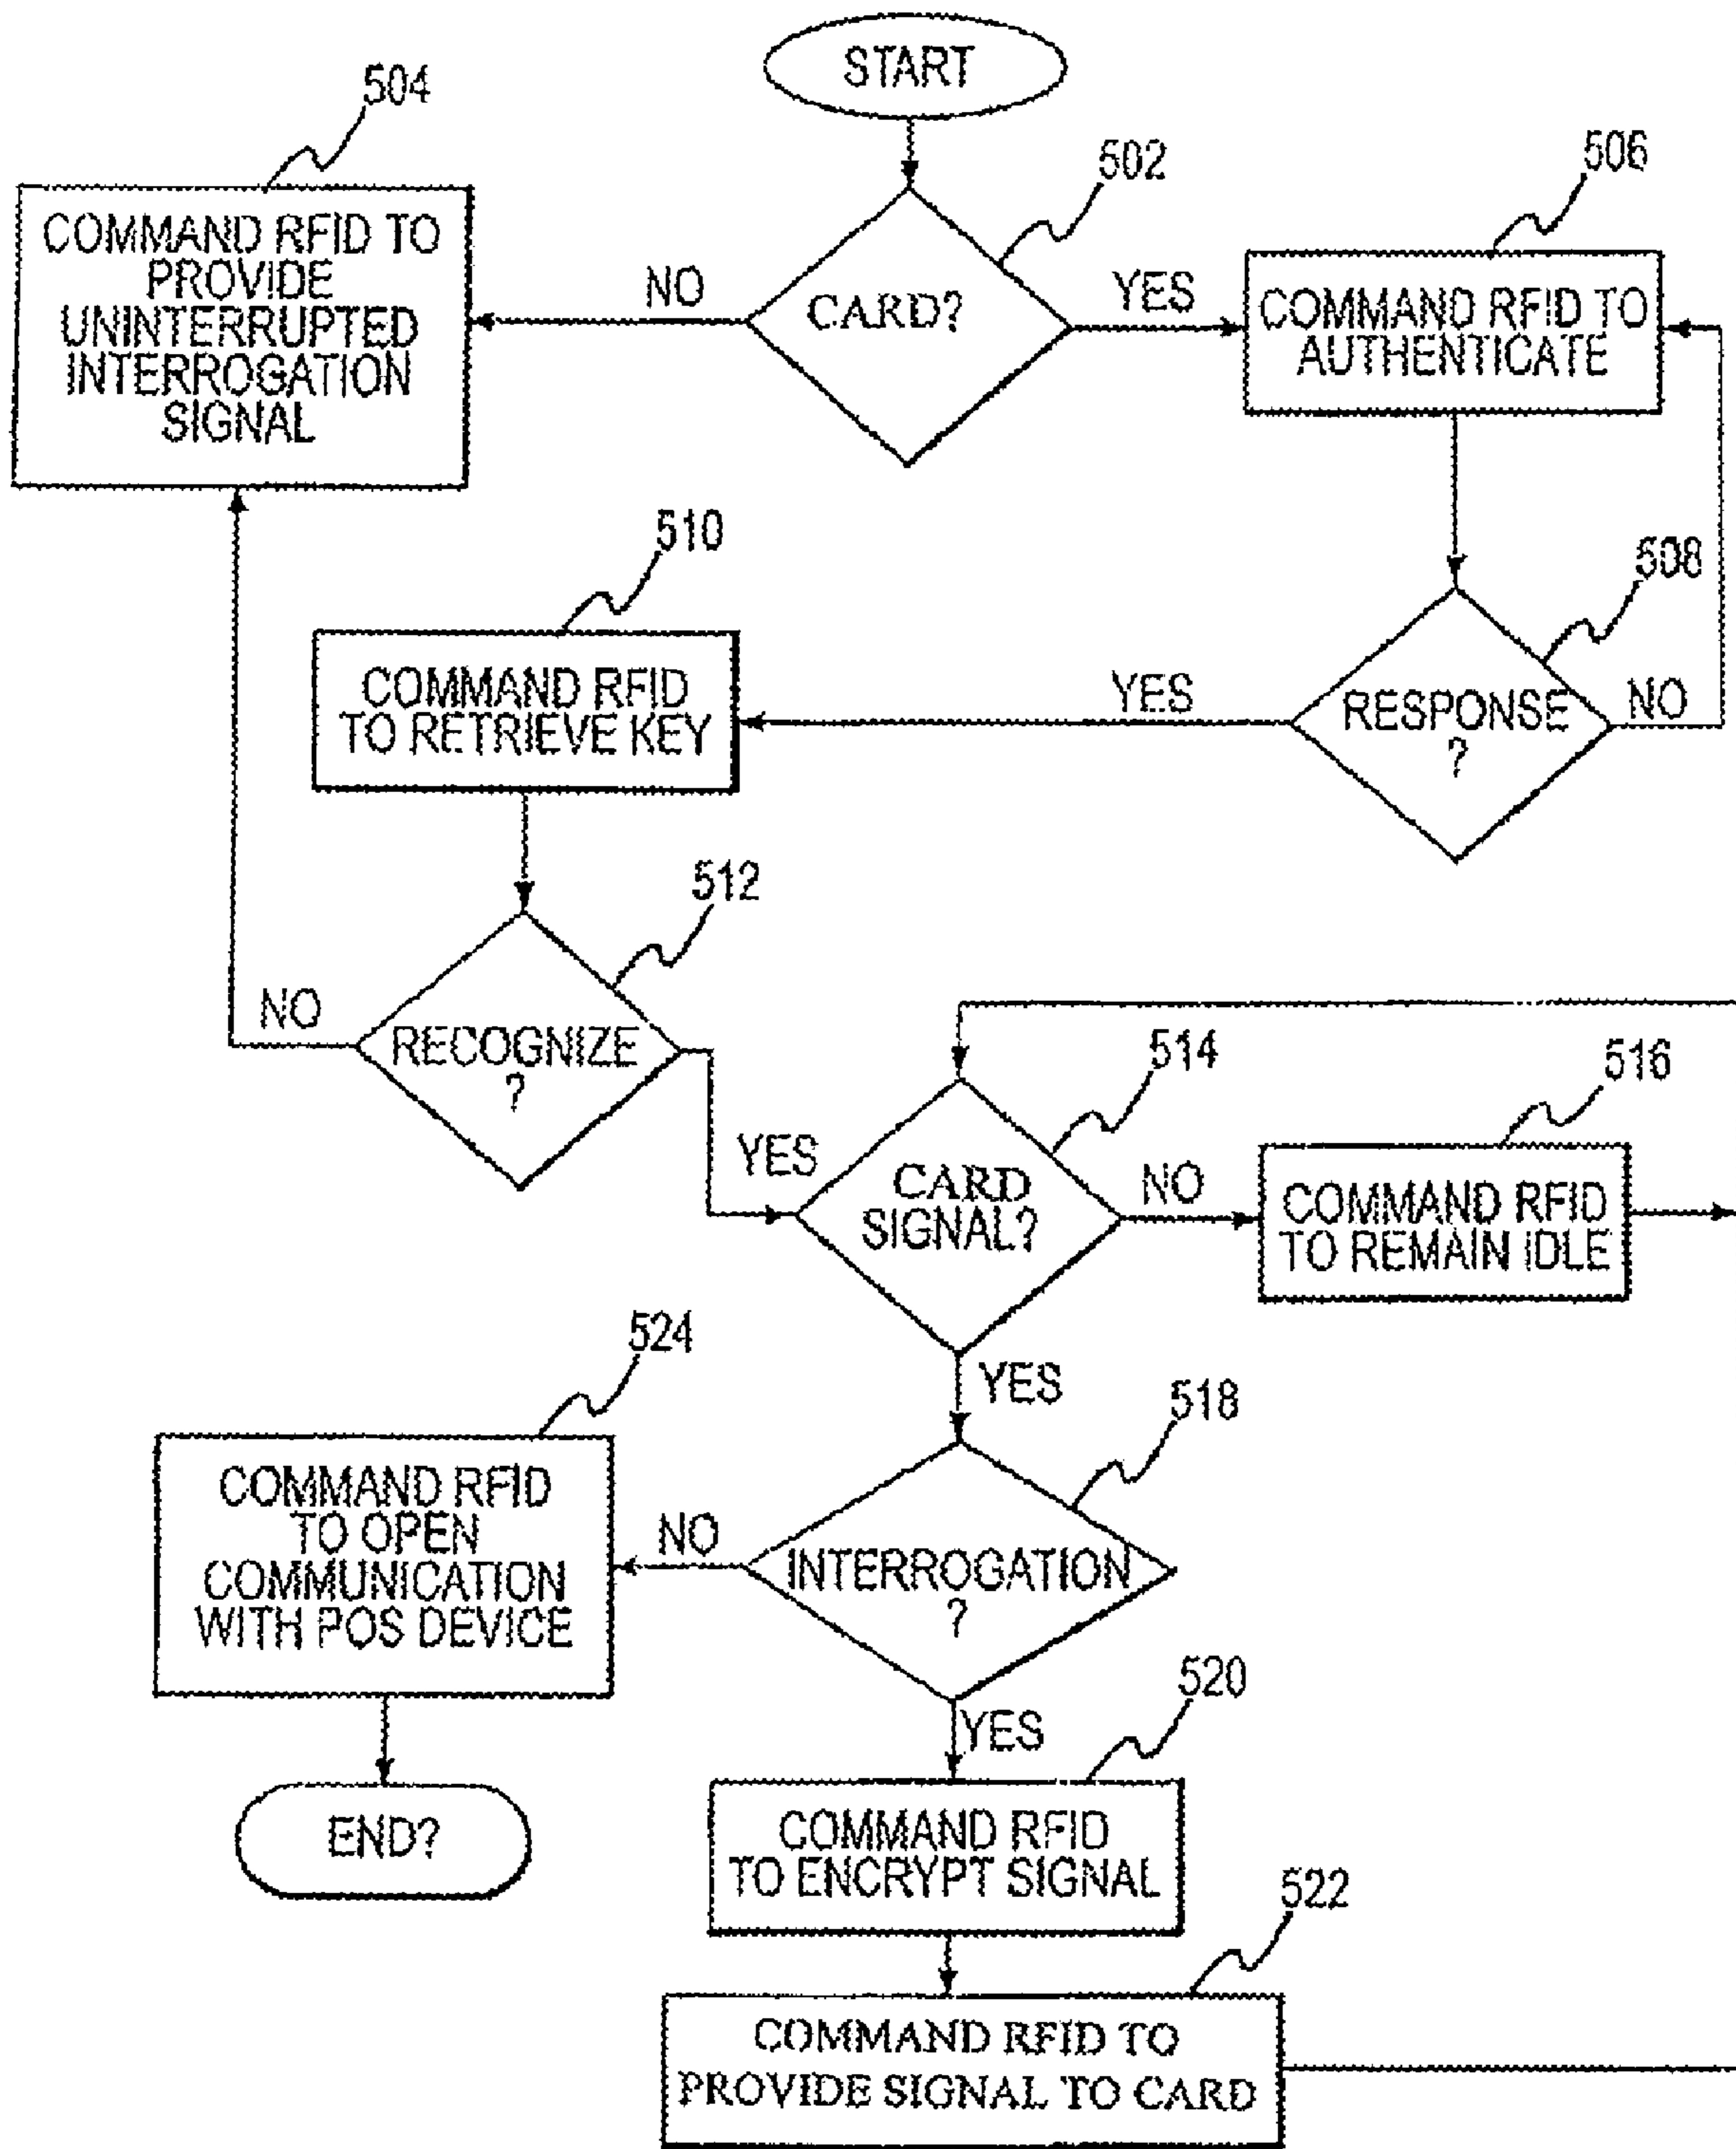 START
504
502
506
COMMAND RFID TO
PROVIDE
UNINTERRUPTED
INTERROGATION
SIGNAL
NO
CARD?
YES
COMMAND RFID TO
AUTHENTICATE
510
508
COMMAND RFID
TO RETRIEVE KEY
YES
RESPONSE
?
NO
512
NO
RECOGNIZE
?
YES
514
516
CARD
SIGNAL?
NO
COMMAND RFID
TO REMAIN IDLE
524
YES
518
COMMAND RFID
TO OPEN
COMMUNICATION
WITH POS DEVICE
NO
INTERROGATION
?
520
YES
END?
COMMAND RFID
TO ENCRYPT SIGNAL
522
COMMAND RFID TO
PROVIDE SIGNAL TO CARD